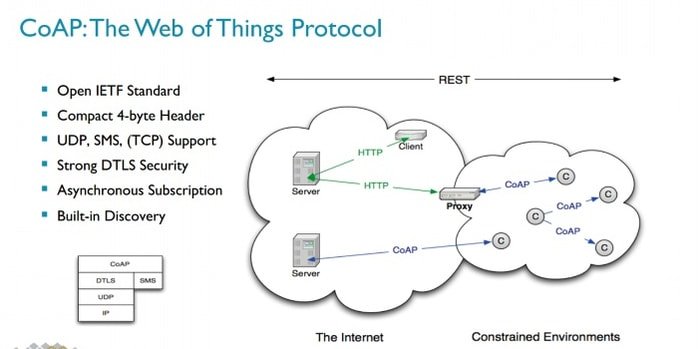 CoAP: The Web of Things Protocol
Open IETF Standard
Compact 4-byte Header
UDP, SMS, (TCP) Support
Strong DTLS Security
Asynchronous Subscription
Built-in Discovery
CoAP
DTLS SMS
UDP
IP
REST
Client
HTTP
Server
HTTP
Proxy
CoAP
C
C
CoAP
C
CoAP
C
CoAP
C
Server
The Internet
Constrained Environments